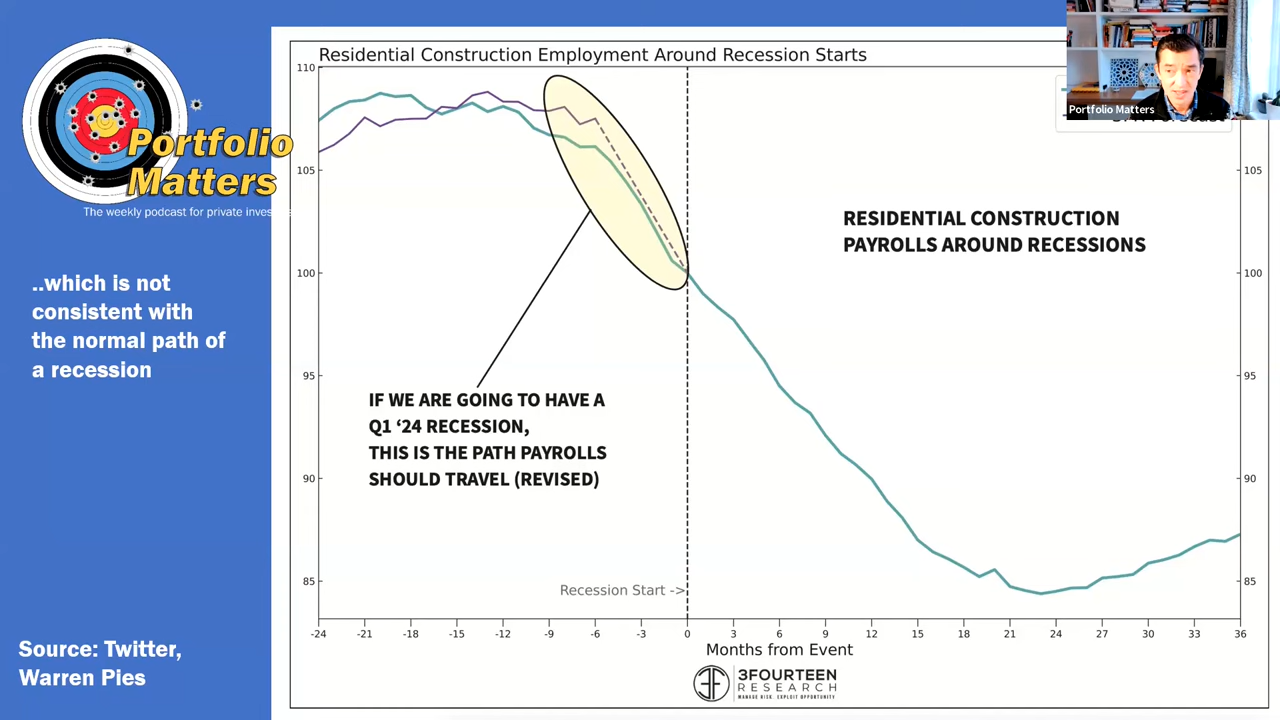 Portfolio
Matters
The weekly podcast for private inves
..which is not
consistent with
the normal path of
a recession
Source: Twitter,
Warren Pies
Residential Construction Employment Around Recession Starts
110
105
100
95
90
85
105
100
95
90
85
RESIDENTIAL CONSTRUCTION
PAYROLLS AROUND RECESSIONS
IF WE ARE GOING TO HAVE A
Q1 ‘24 RECESSION,
THIS IS THE PATH PAYROLLS
SHOULD TRAVEL (REVISED)
Recession Start ->
-24 -21 -18 -15 -12 -9 -6 -3 0 3 6 9 12 15 18 21 24 27 30 33 36
Months from Event
3FOURTEEN
RESEARCH
MANAGE RISK. EXPLOIT OPPORTUNITY
Portfolio Matters